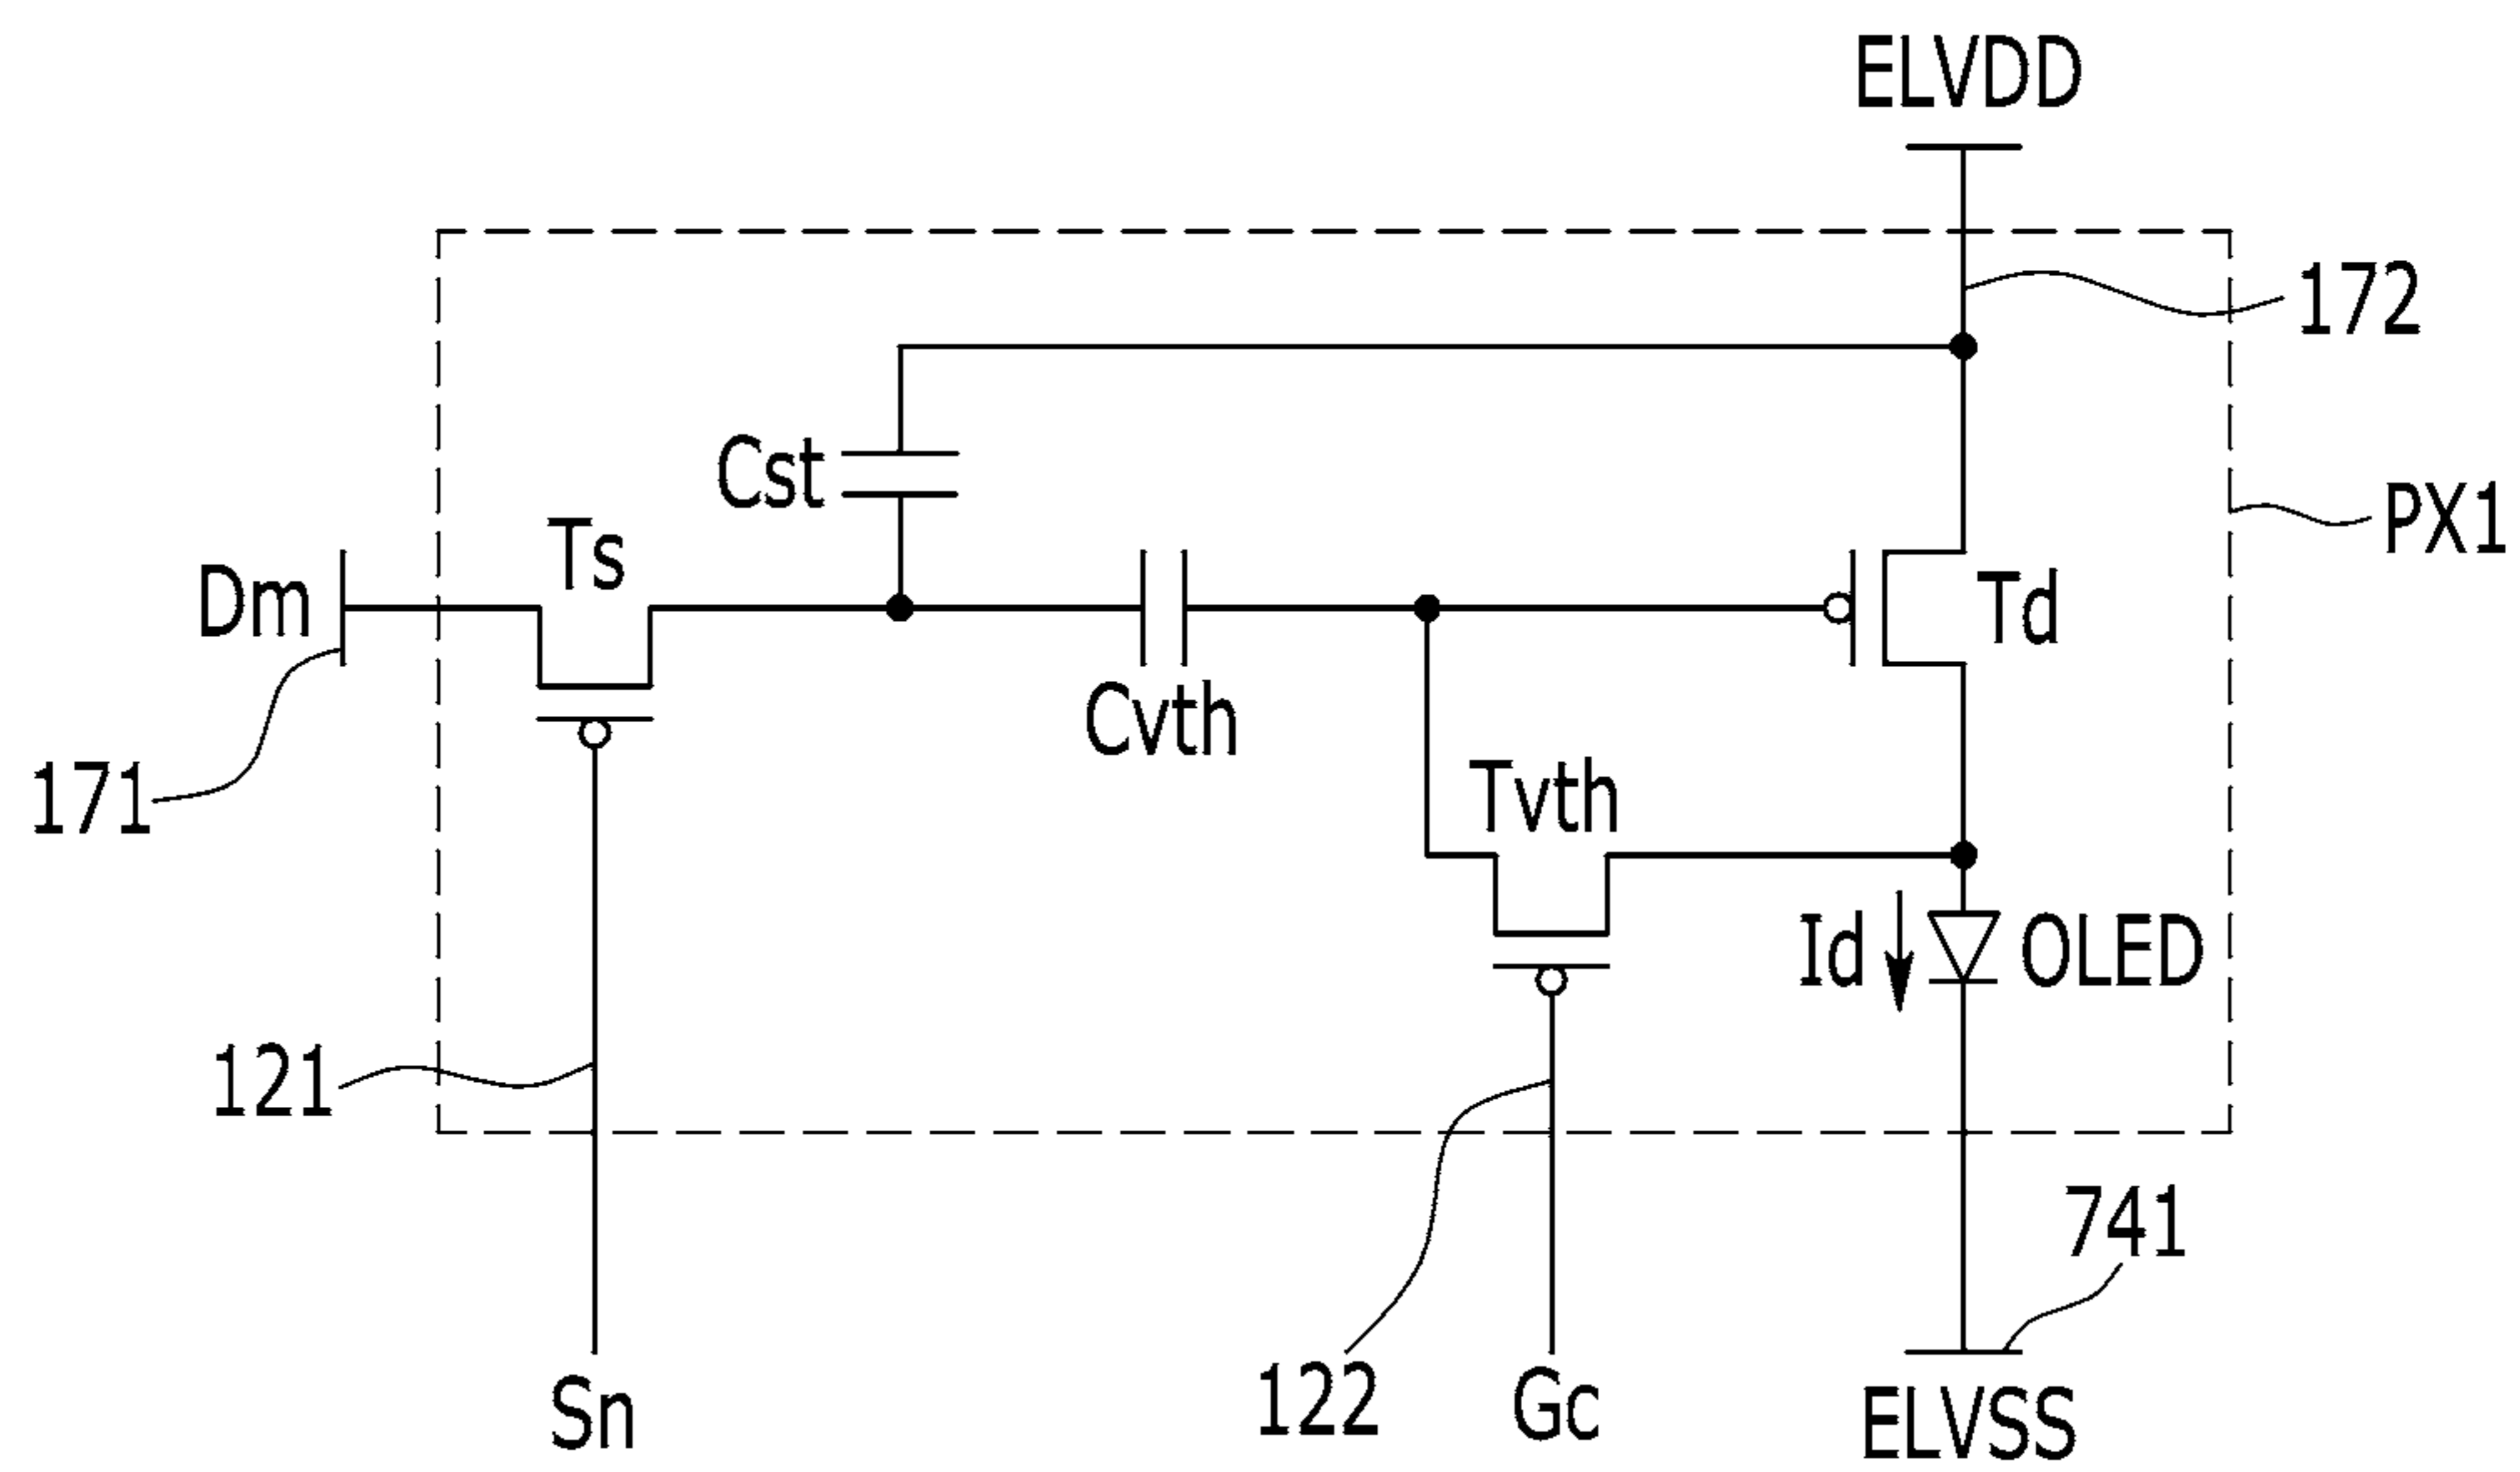 ELVDD
172
Cst
PX1
Ts
Dm
Td
Cvth
171
Tvth
Id
OLED
121
741
122
Sn
Gc
ELVSS